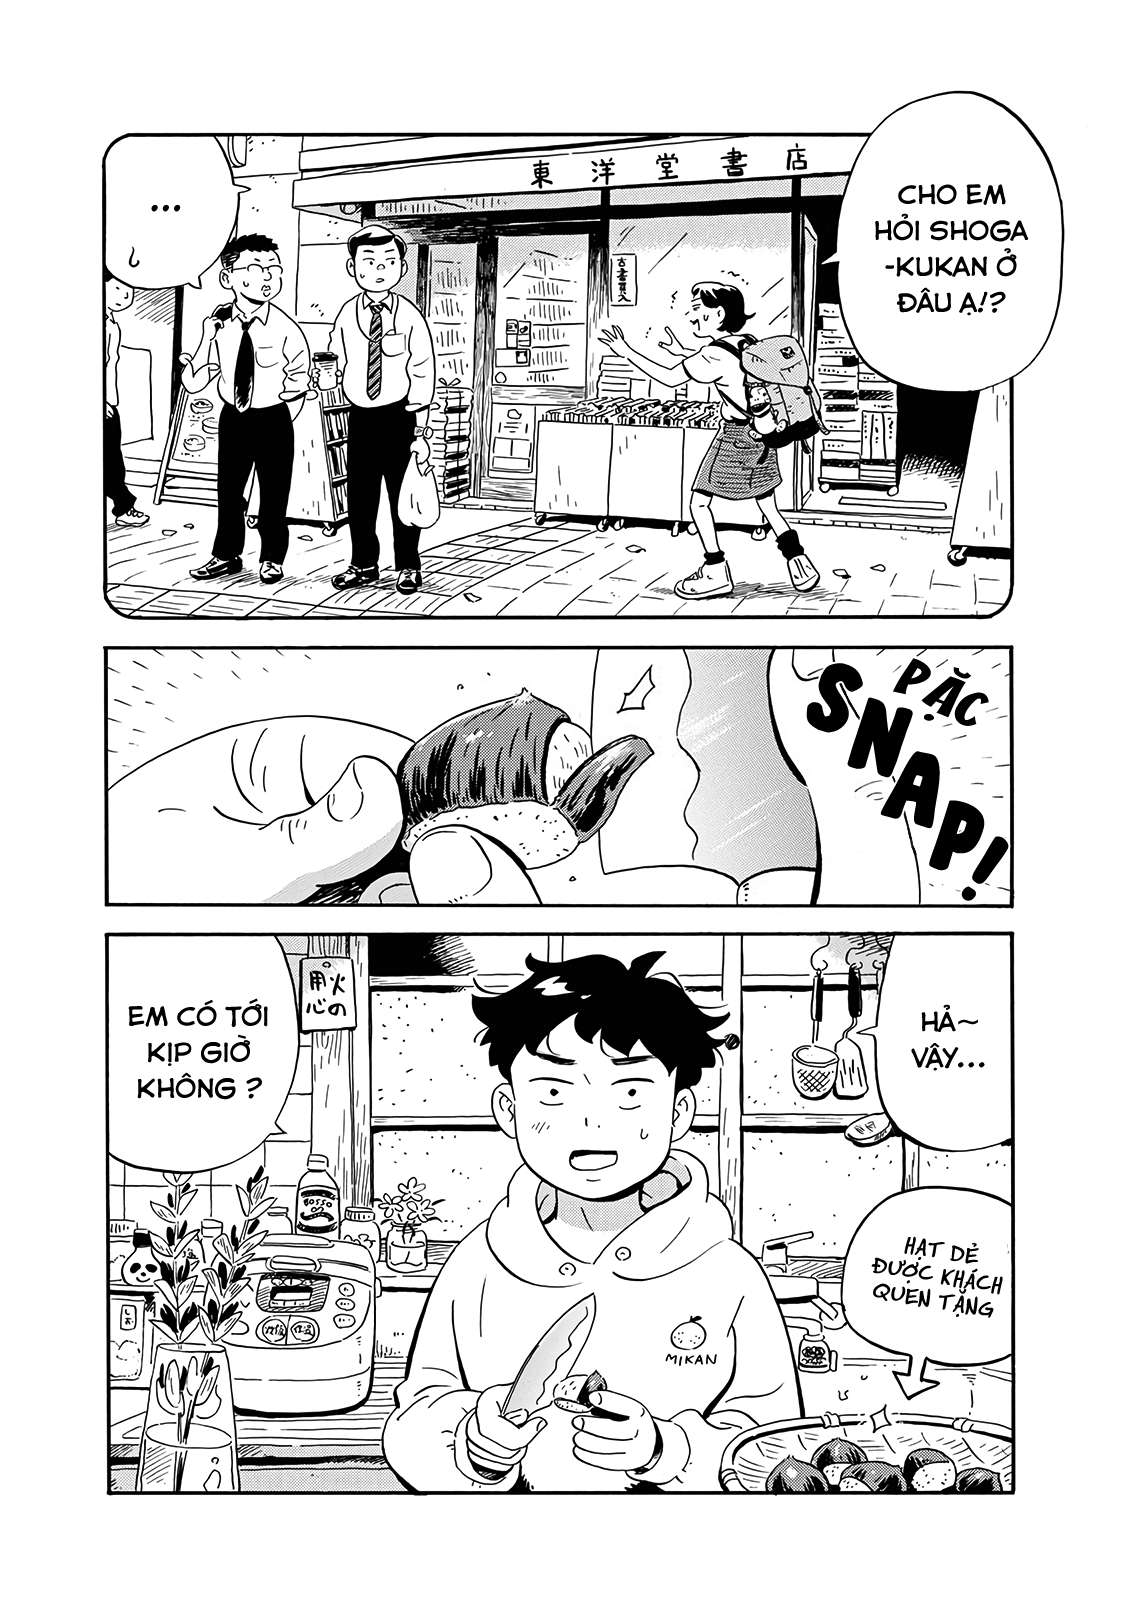 東洋堂書店
CHO EM
HỎI SHOGA
-KUKAN Ở
ĐÂU Ạ!?
...
古書買入
PẶC
SNAP!
HẢ~
VẬY...
火の
用心
EM CÓ TỚI
KỊP GIỜ
KHÔNG ?
HẠT DẺ
ĐƯỢC KHÁCH
QUEN TẶNG
BOSSO
MIKAN